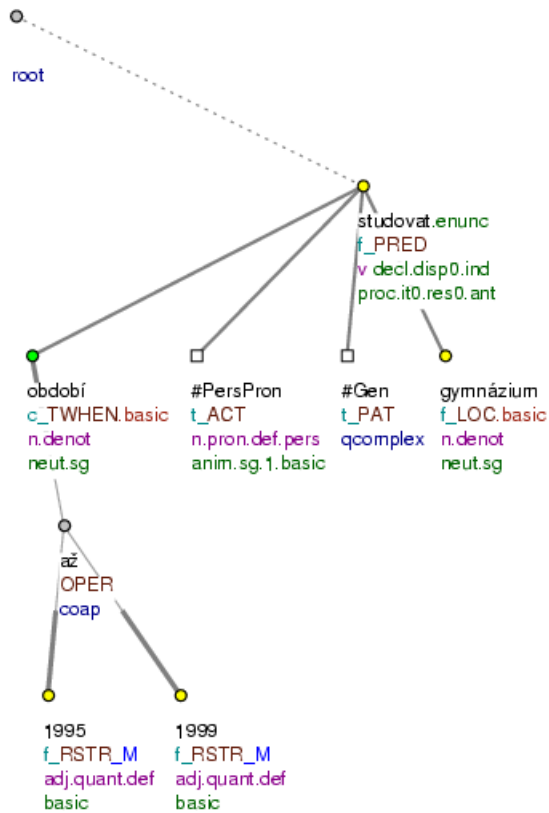 root
studovat.enunc
f_PRED
v decl.disp0.ind
proc.it0.res0.ant
období
c_TWHEN.basic
n.denot
neut.sg
#PersPron
t_ACT
n.pron.def.pers
anim.sg.1.basic
#Gen
t_PAT
qcomplex
gymnázium
f_LOC.basic
n.denot
neut.sg
až
OPER
coap
1995
f_RSTR_M
adj.quant.def
basic
1999
f_RSTR_M
adj.quant.def
basic